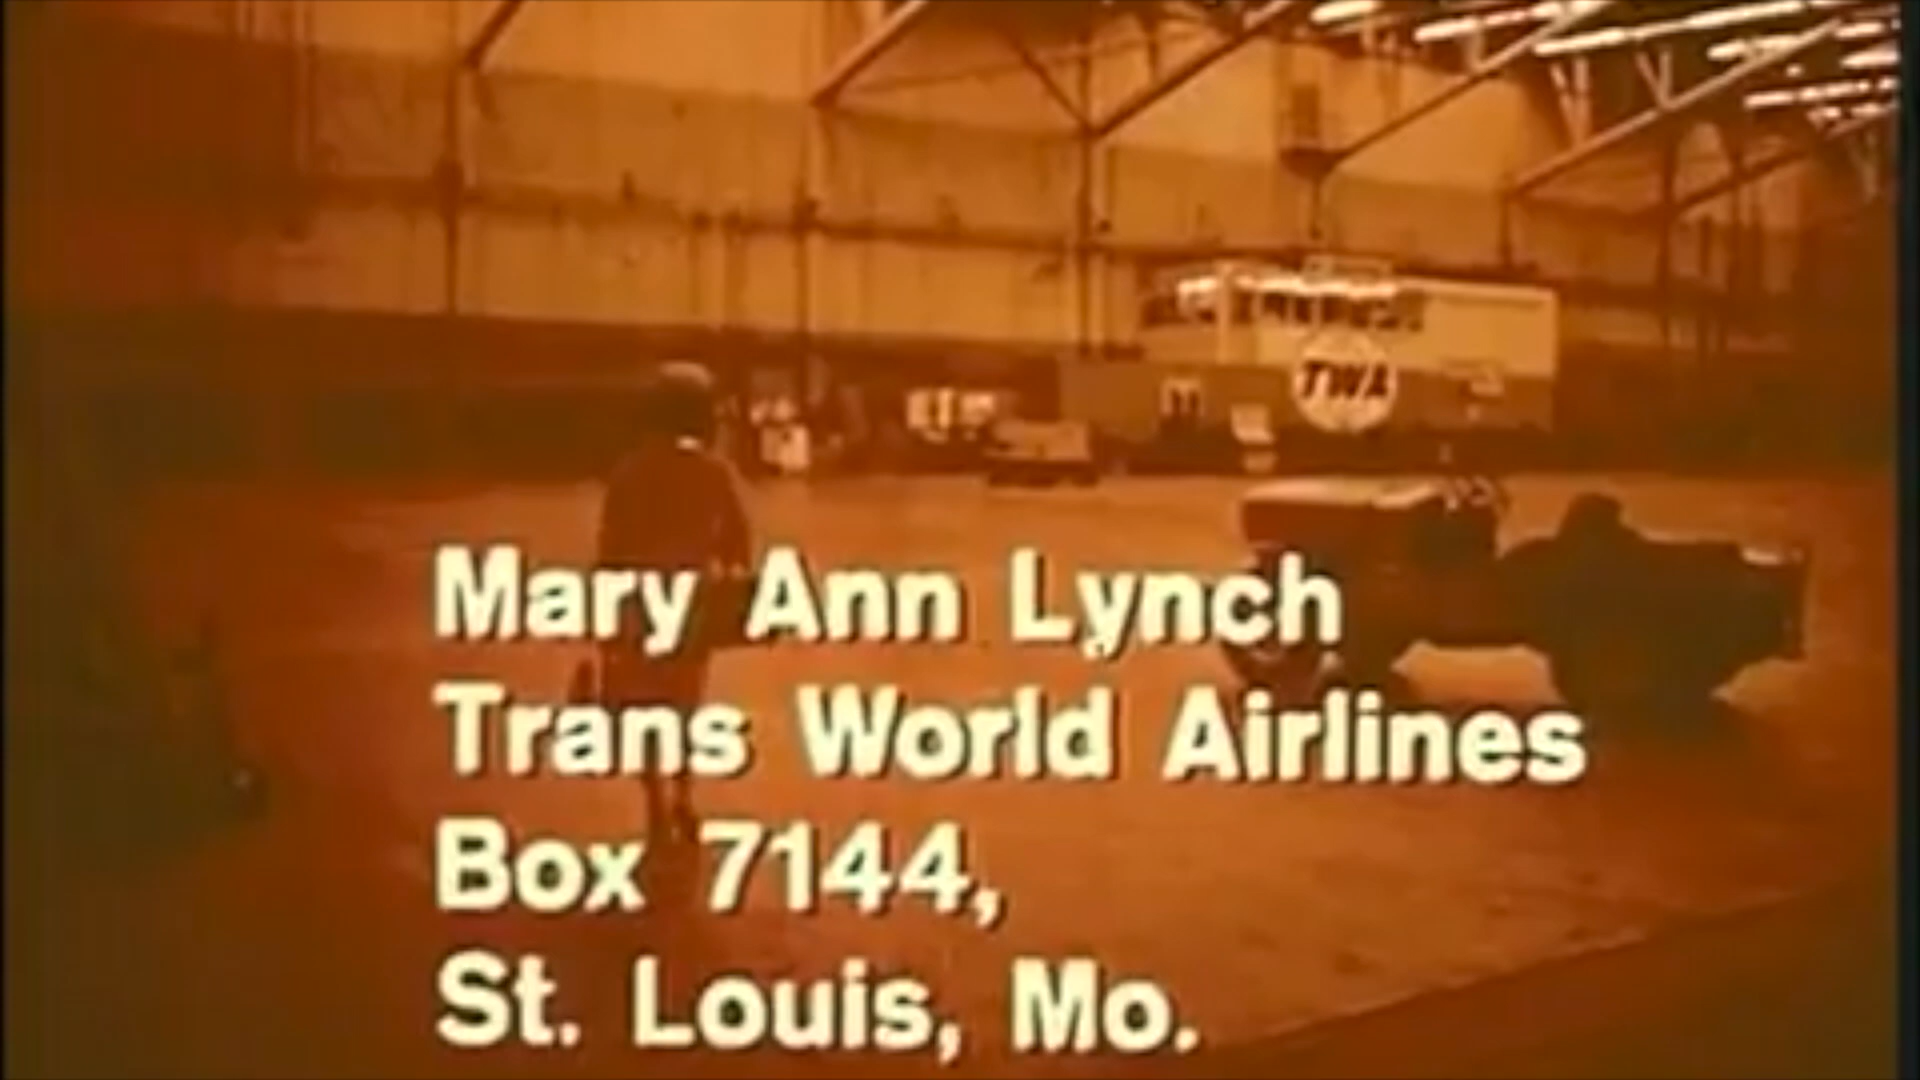 TWA
Mary Ann Lynch
Trans World Airlines
Box 7144,
St. Louis, Mo.